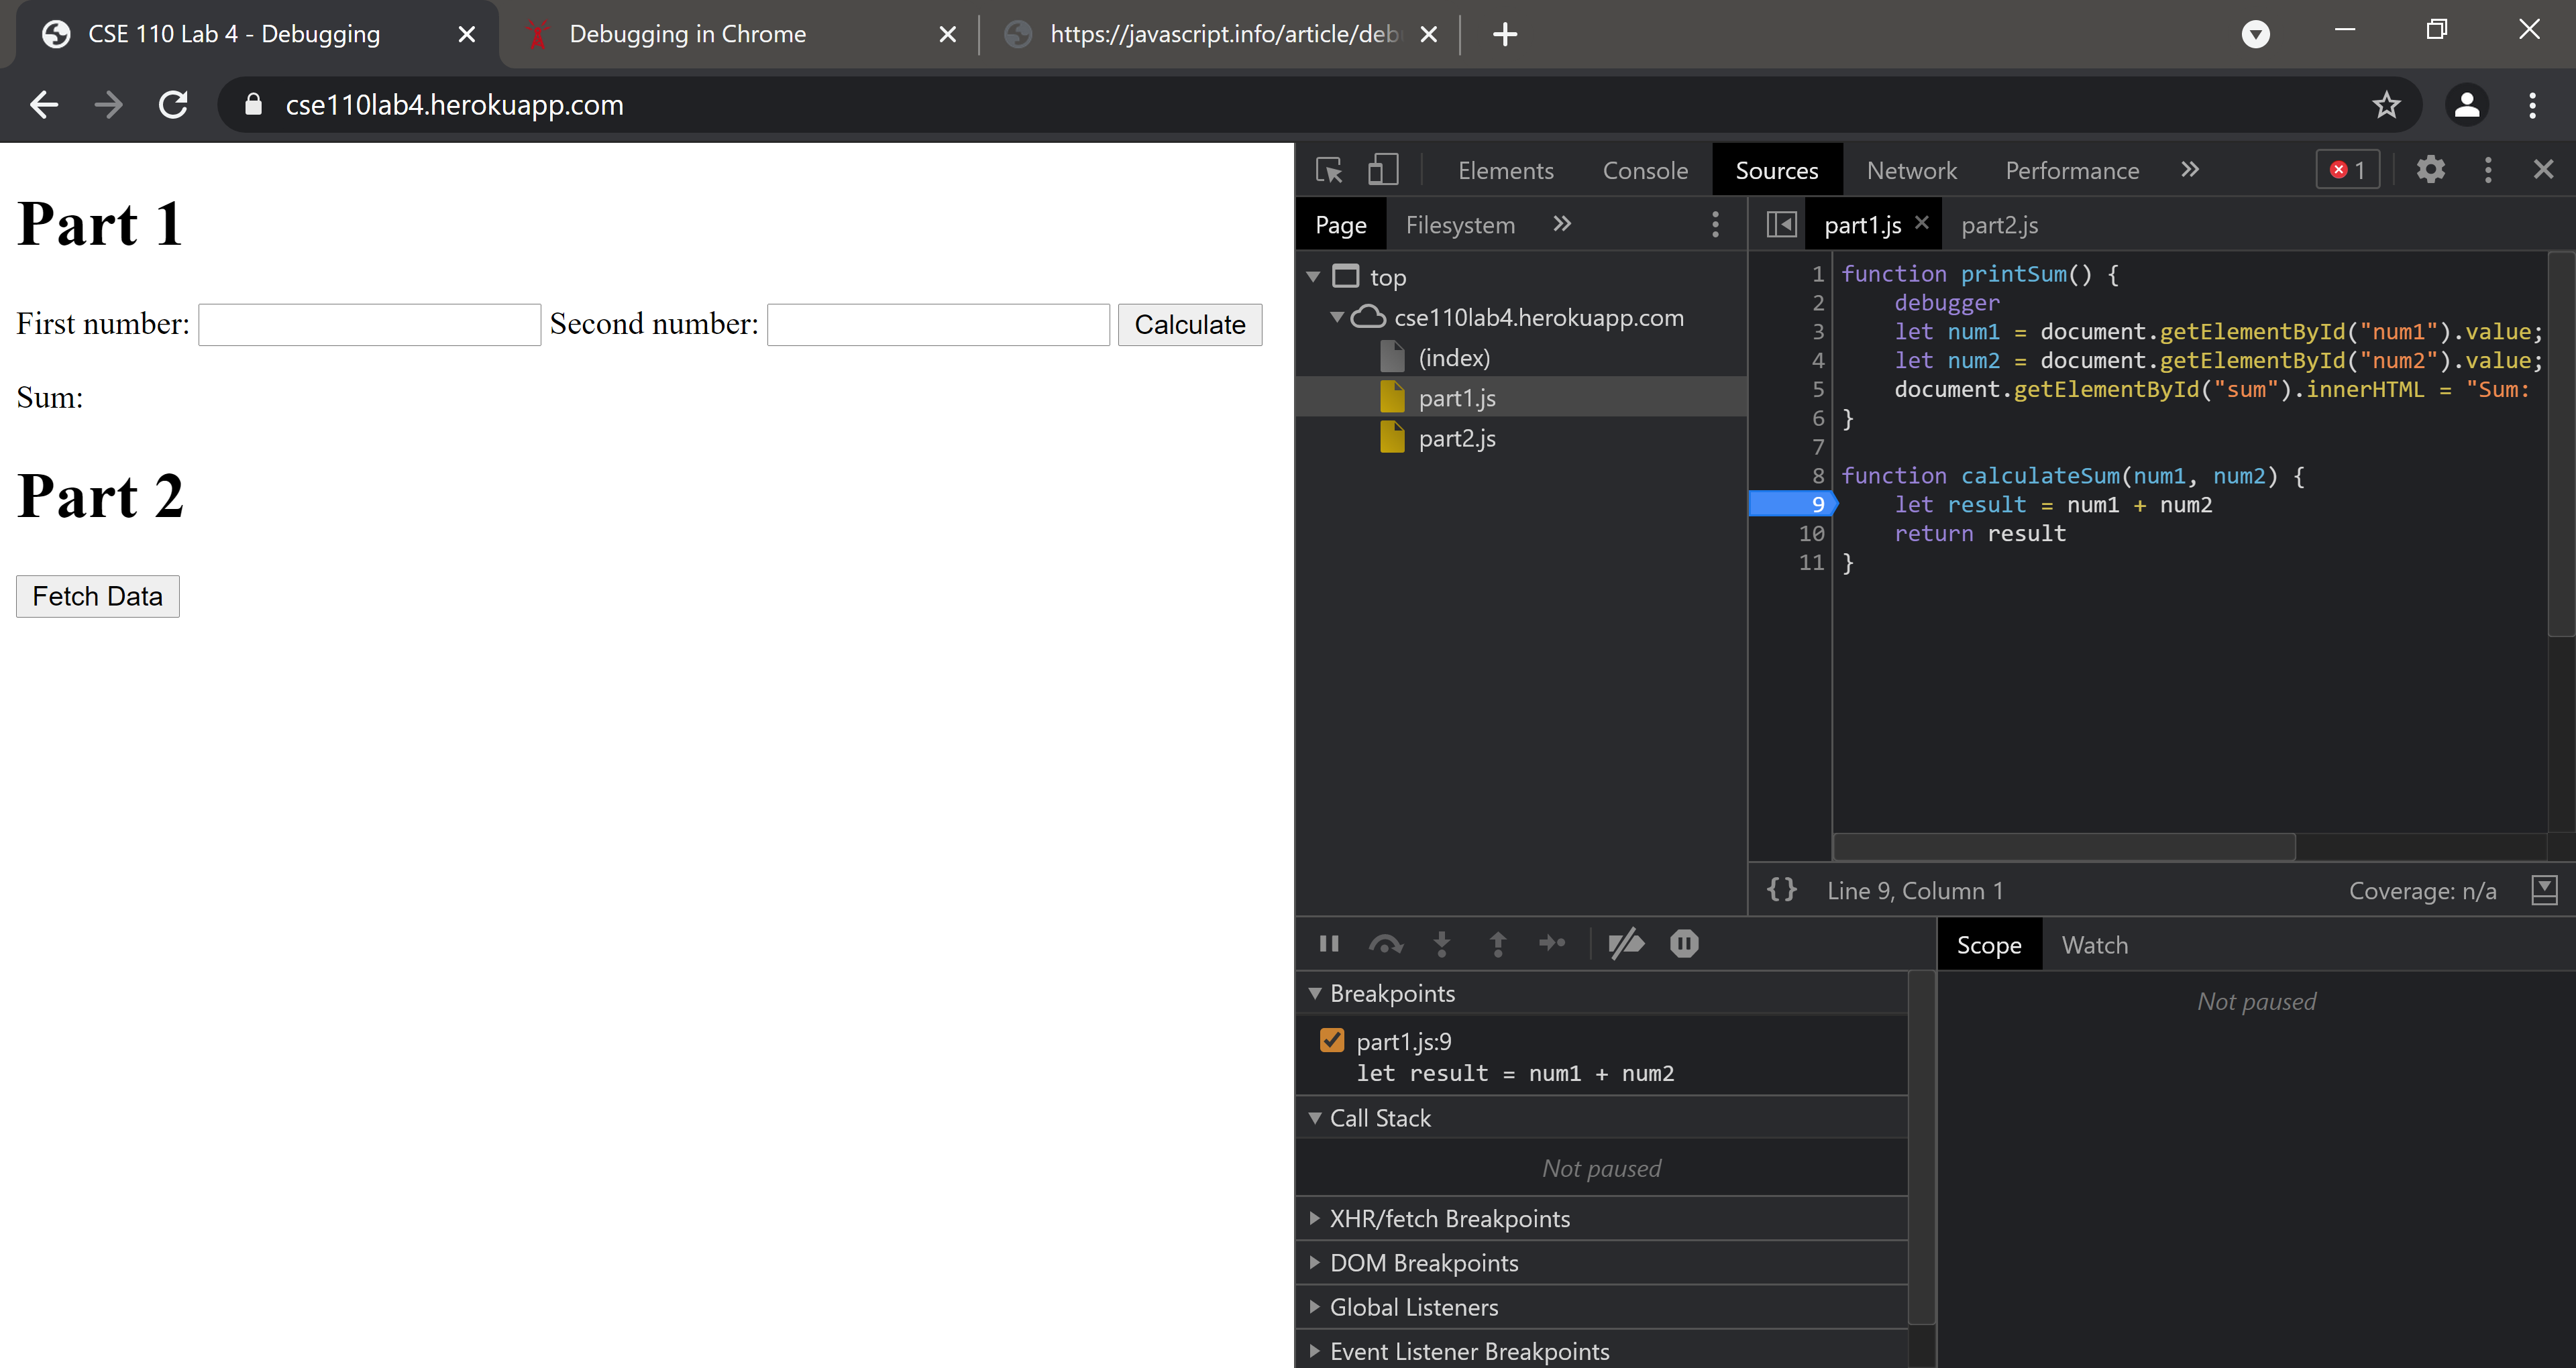 CSE 110 Lab 4 - Debugging
Debugging in Chrome
https://javascript.info/article/deb
cse110lab4.herokuapp.com
Part 1
First number: Second number: Calculate
Sum:
Part 2
Fetch Data
Elements Console Sources Network Performance » 1
Page Filesystem »
top
cse110lab4.herokuapp.com
(index)
part1.js
part2.js
part1.js part2.js
1 function printSum() {
2 debugger
3 let num1 = document.getElementById("num1").value;
4 let num2 = document.getElementById("num2").value;
5 document.getElementById("sum").innerHTML = "Sum:
6 }
7
8 function calculateSum(num1, num2) {
9 let result = num1 + num2
10 return result
11 }
{} Line 9, Column 1 Coverage: n/a
Breakpoints
part1.js:9
let result = num1 + num2
Call Stack
Not paused
XHR/fetch Breakpoints
DOM Breakpoints
Global Listeners
Event Listener Breakpoints
Scope Watch
Not paused